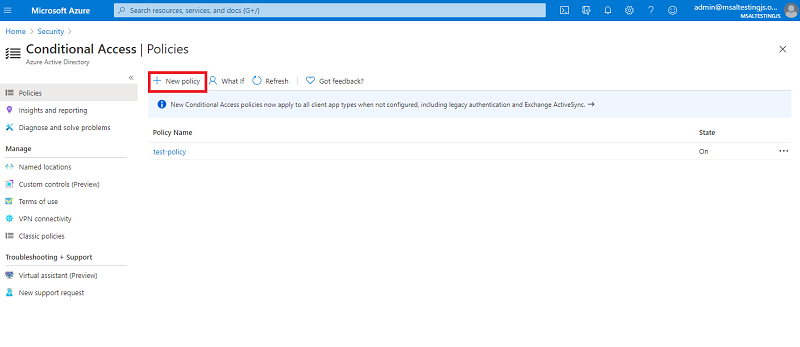 Microsoft Azure
Search resources, services, and docs (G+/)
admin@msaltestingjs.o...
MSALTESTINGJS
Home
Security
Conditional Access | Policies
Azure Active Directory
Policies
Insights and reporting
Diagnose and solve problems
Manage
Named locations
Custom controls (Preview)
Terms of use
VPN connectivity
Classic policies
Troubleshooting + Support
Virtual assistant (Preview)
New support request
New policy What If Refresh Got feedback?
New Conditional Access policies now apply to all client app types when not configured, including legacy authentication and Exchange ActiveSync. →
Policy Name State
test-policy On